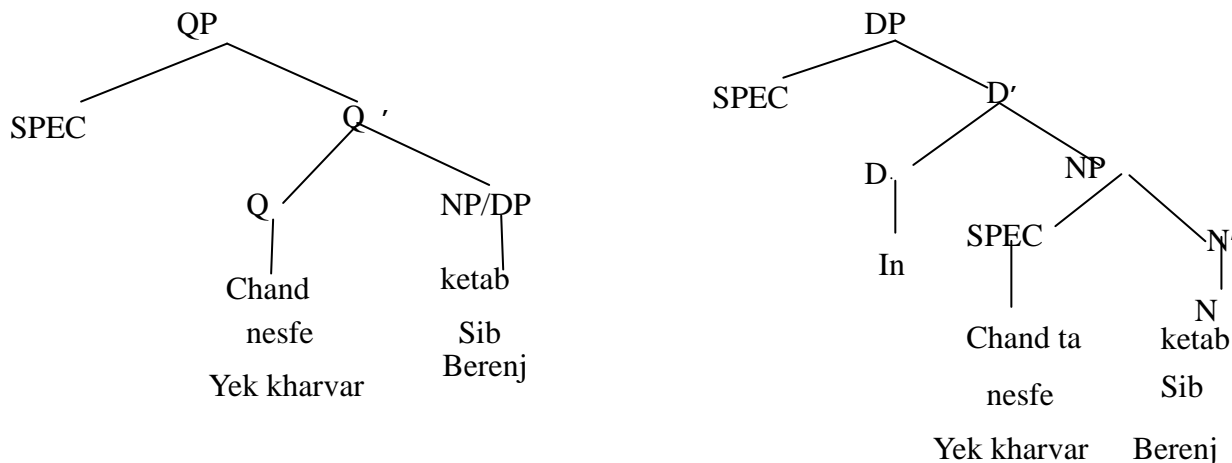 QP
SPEC
Q ′
Q
NP/DP
Chand
ketab
nesfe
Sib
Yek kharvar
Berenj
DP
SPEC
D′
D.
NP
In
SPEC
N'
N
Chand ta
ketab
nesfe
Sib
Yek kharvar
Berenj